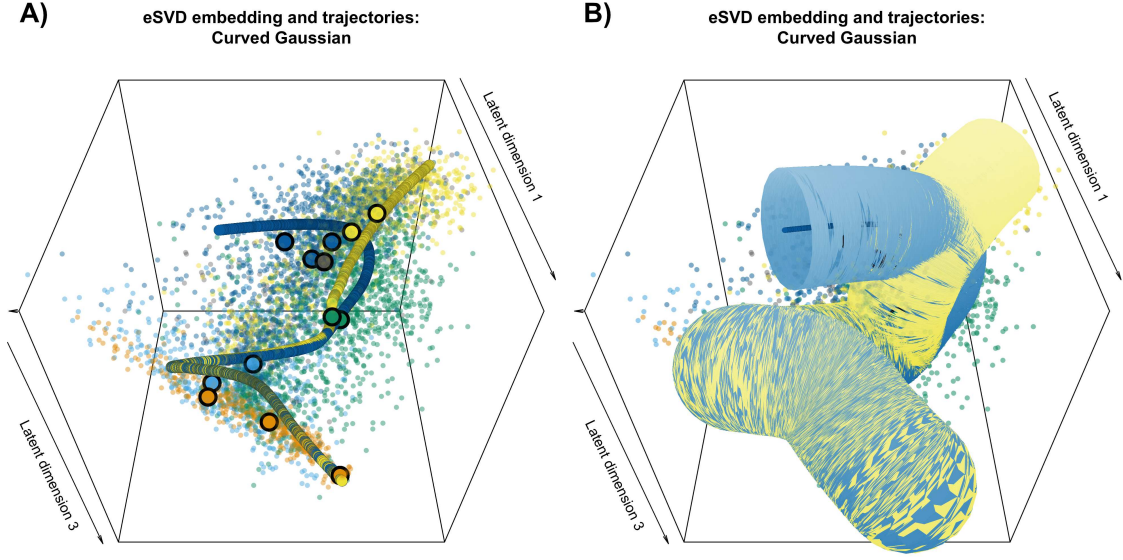 A)
eSVD embedding and trajectories:
Curved Gaussian
Latent dimension 1
Latent dimension 3
B)
eSVD embedding and trajectories:
Curved Gaussian
Latent dimension 1
Latent dimension 3